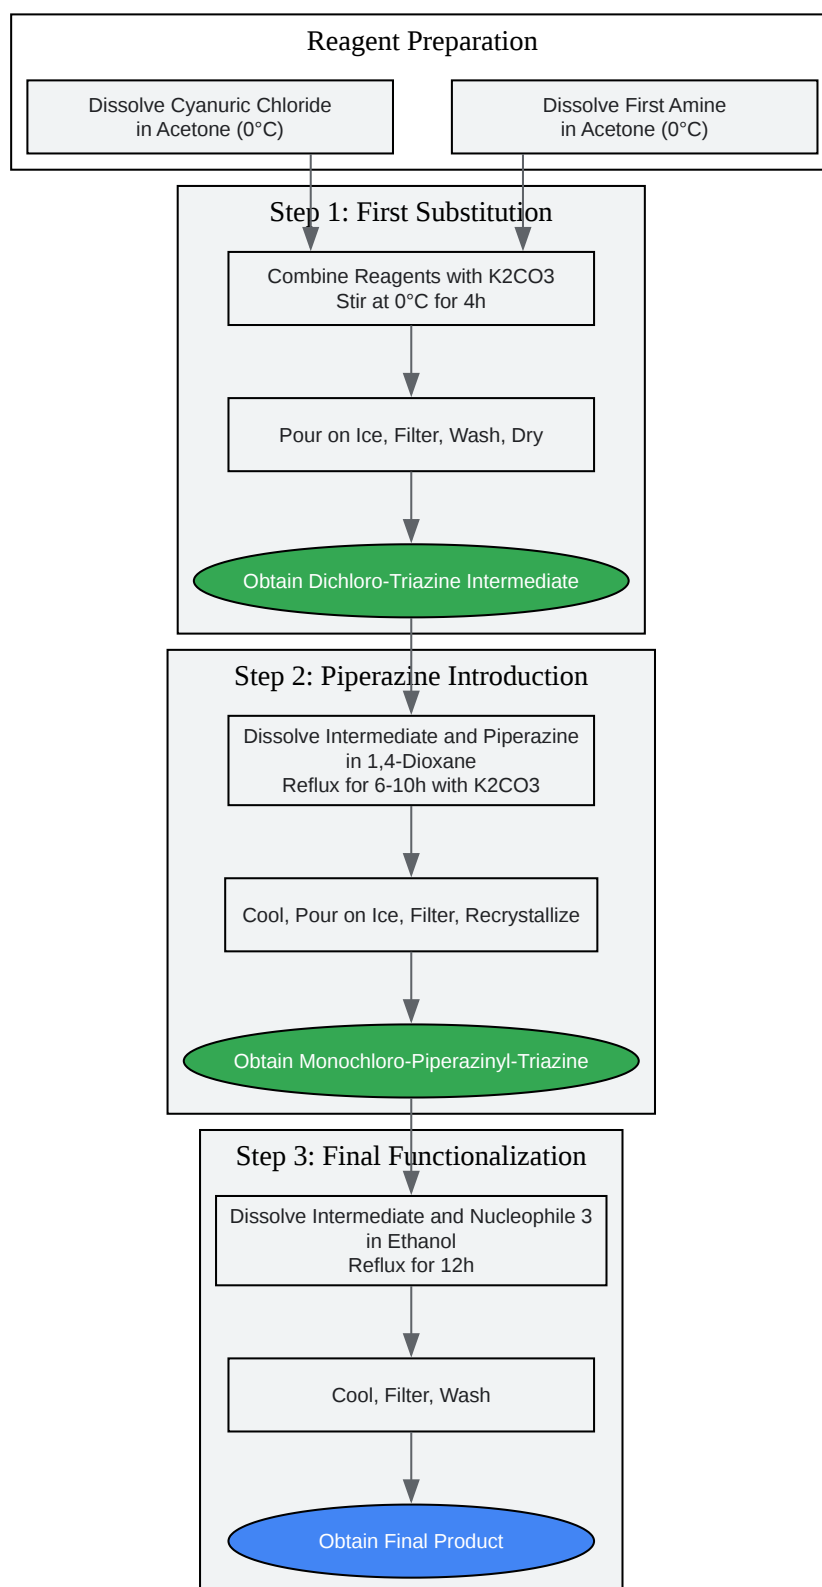 Reagent Preparation
Dissolve Cyanuric Chloride
in Acetone (0°C)
Dissolve First Amine
in Acetone (0°C)
Step 1: First Substitution
Combine Reagents with K2CO3
Stir at 0°C for 4h
Pour on Ice, Filter, Wash, Dry
Obtain Dichloro-Triazine Intermediate
Step 2: Piperazine Introduction
Dissolve Intermediate and Piperazine
in 1,4-Dioxane
Reflux for 6-10h with K2CO3
Cool, Pour on Ice, Filter, Recrystallize
Obtain Monochloro-Piperazinyl-Triazine
Step 3: Final Functionalization
Dissolve Intermediate and Nucleophile 3
in Ethanol
Reflux for 12h
Cool, Filter, Wash
Obtain Final Product